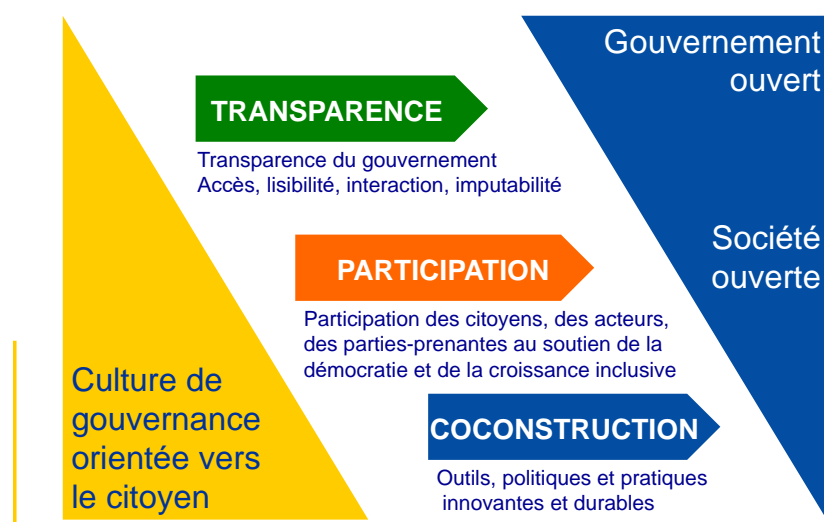 Gouvernement
ouvert
TRANSPARENCE
Transparence du gouvernement
Accès, lisibilité, interaction, imputabilité
Société
ouverte
PARTICIPATION
Participation des citoyens, des acteurs,
des parties-prenantes au soutien de la
démocratie et de la croissance inclusive
Culture de
gouvernance
orientée vers
le citoyen
COCONSTRUCTION
Outils, politiques et pratiques
innovantes et durables